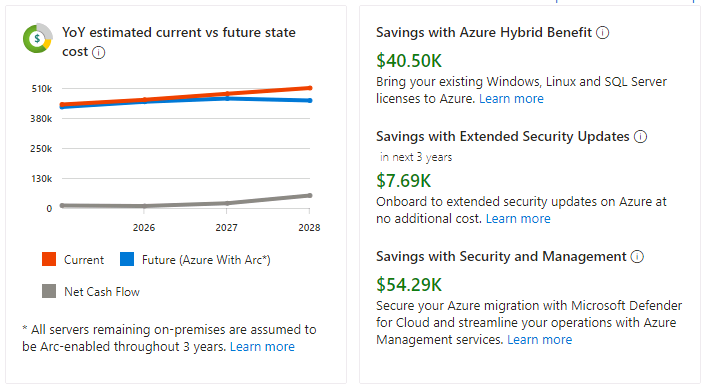 YoY estimated current vs future state
cost
510k
380k
250k
130k
0
2026
2027
2028
Current
Future (Azure With Arc*)
Net Cash Flow
* All servers remaining on-premises are assumed to
be Arc-enabled throughout 3 years. Learn more
Savings with Azure Hybrid Benefit
$40.50K
Bring your existing Windows, Linux and SQL Server
licenses to Azure. Learn more
Savings with Extended Security Updates
in next 3 years
$7.69K
Onboard to extended security updates on Azure at
no additional cost. Learn more
Savings with Security and Management
$54.29K
Secure your Azure migration with Microsoft Defender
for Cloud and streamline your operations with Azure
Management services. Learn more